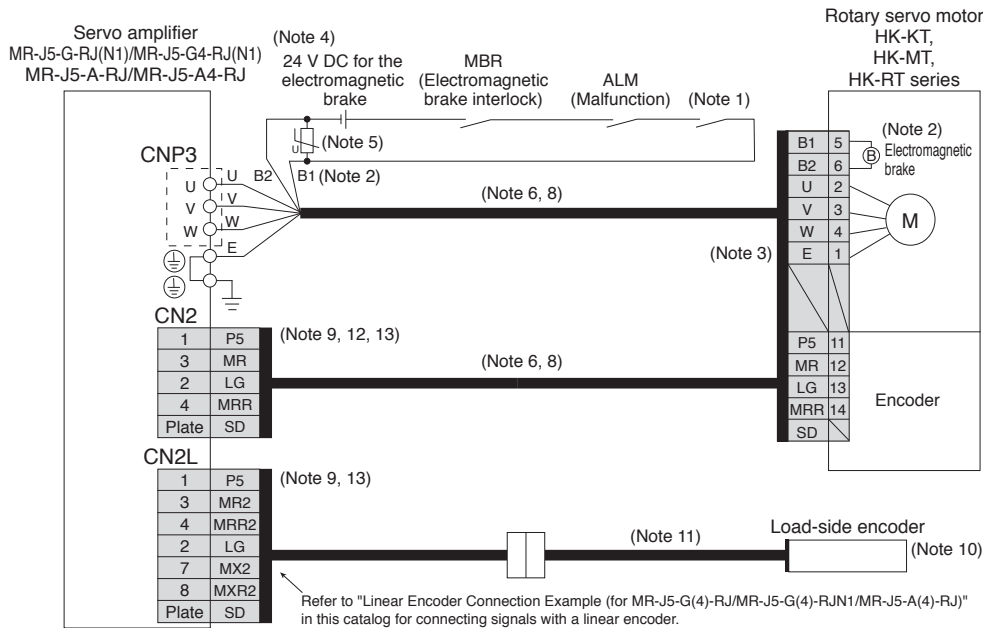 Servo amplifier
MR-J5-G-RJ(N1)/MR-J5-G4-RJ(N1)
MR-J5-A-RJ/MR-J5-A4-RJ
(Note 4)
24 V DC for the
electromagnetic
brake
MBR
(Electromagnetic
brake interlock)
ALM
(Malfunction)
(Note 1)
Rotary servo motor
HK-KT,
HK-MT,
HK-RT series
U
(Note 5)
CNP3
U U
V V
W W
E
B2
B1 (Note 2)
(Note 6, 8)
(Note 3)
B1 5
B2 6
U 2
V 3
W 4
E 1
(Note 2)
B
Electromagnetic
brake
M
CN2
1 P5
3 MR
2 LG
4 MRR
Plate SD
(Note 9, 12, 13)
(Note 6, 8)
P5 11
MR 12
LG 13
MRR 14
SD
Encoder
CN2L
1 P5
3 MR2
4 MRR2
2 LG
7 MX2
8 MXR2
Plate SD
(Note 9, 13)
(Note 11)
Load-side encoder
(Note 10)
Refer to "Linear Encoder Connection Example (for MR-J5-G(4)-RJ/MR-J5-G(4)-RJN1/MR-J5-A(4)-RJ)"
in this catalog for connecting signals with a linear encoder.